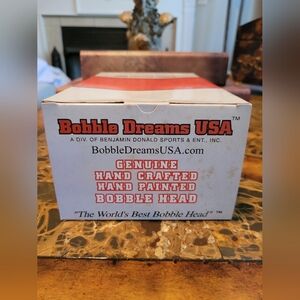 Bobble Dreams USA™
A DIV. OF BENJAMIN DONALD SPORTS & ENT., INC.
BobbleDreamsUSA.com
GENUINE
HAND CRAFTED
HAND PAINTED
BOBBLE HEAD
"The World's Best Bobble Head"™